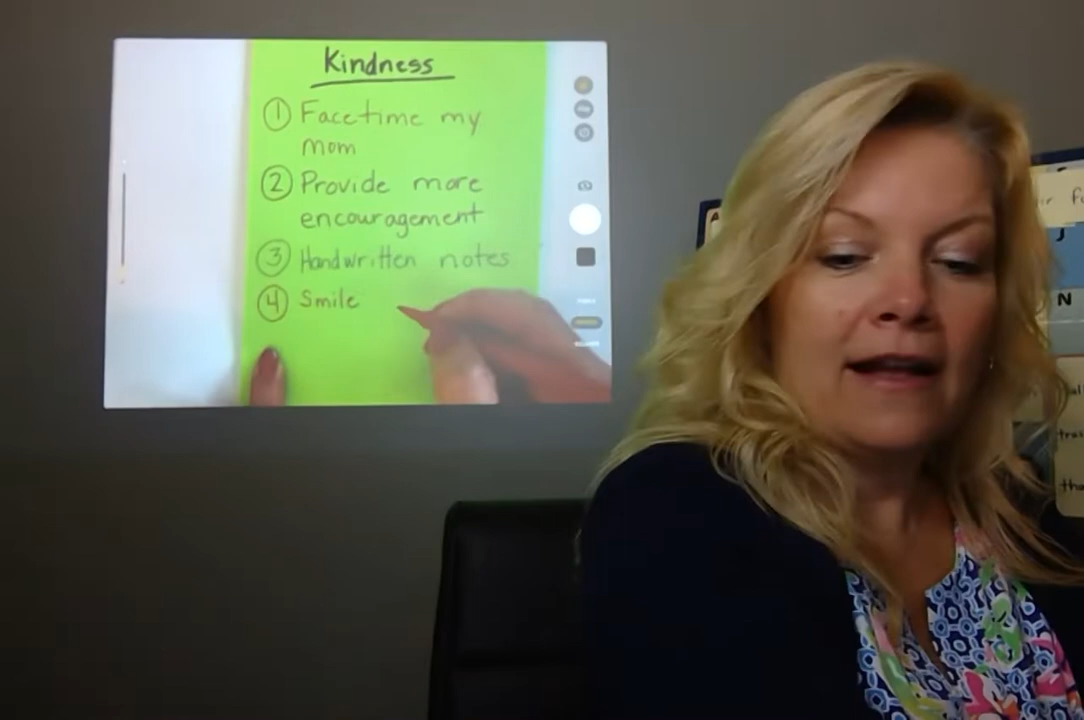 Kindness
① Facetime my
mom
② Provide more
encouragement
③ Handwritten notes
④ Smile
J
N